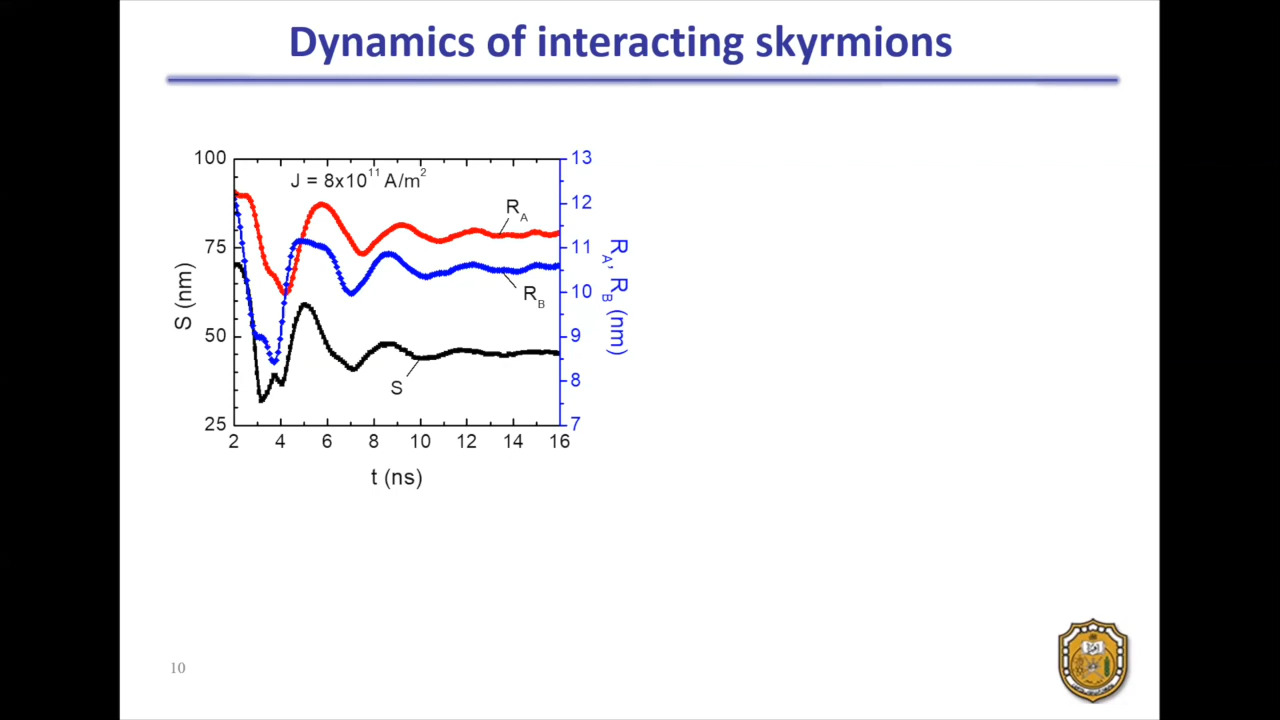 Dynamics of interacting skyrmions
J = 8x10¹¹ A/m²
100
75
50
25
S (nm)
13
12
11
10
9
8
7
R_A, R_B (nm)
R_A
R_B
S
2 4 6 8 10 12 14 16
t (ns)
10